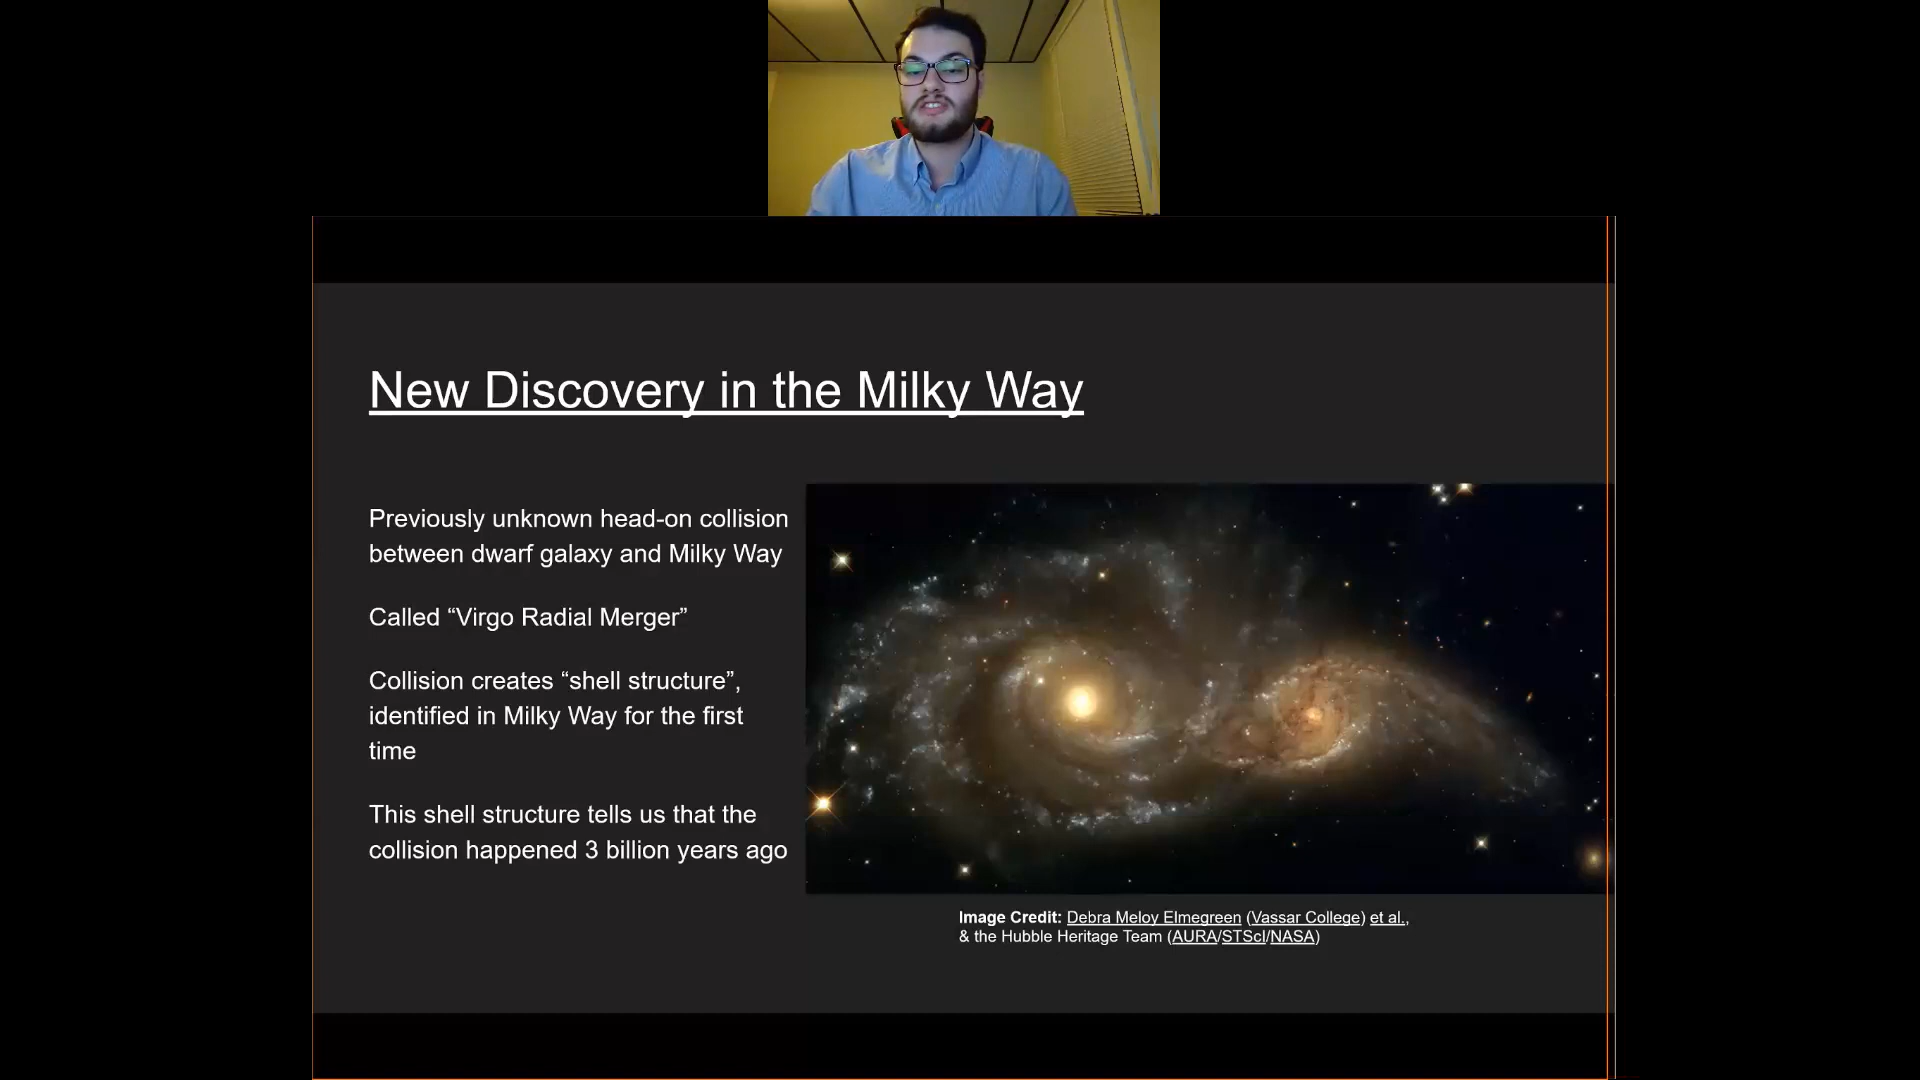 New Discovery in the Milky Way
Previously unknown head-on collision
between dwarf galaxy and Milky Way
Called “Virgo Radial Merger”
Collision creates “shell structure”,
identified in Milky Way for the first
time
This shell structure tells us that the
collision happened 3 billion years ago
Image Credit: Debra Meloy Elmegreen (Vassar College) et al.,
& the Hubble Heritage Team (AURA/STScI/NASA)